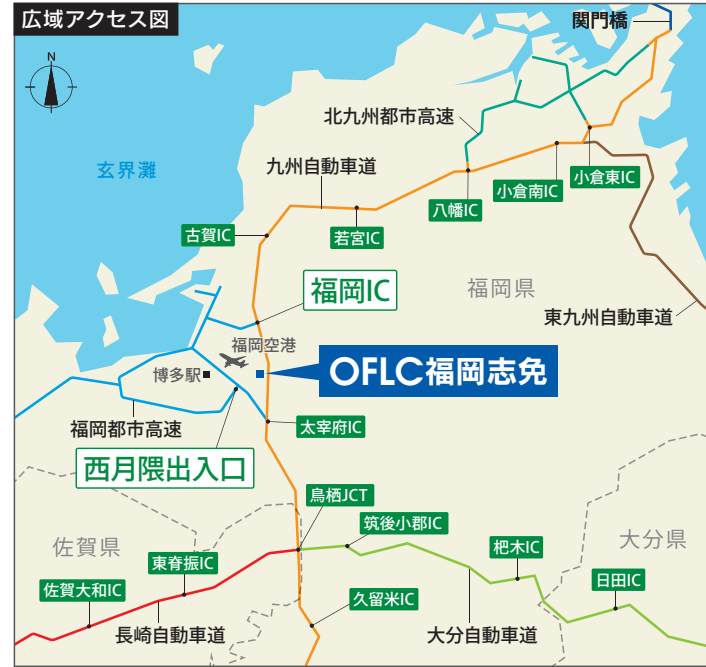 広域アクセス図
関門橋
N
北九州都市高速
玄界灘
九州自動車道
小倉東IC
小倉南IC
八幡IC
古賀IC
若宮IC
福岡IC
福岡県
東九州自動車道
福岡空港
博多駅
OFLC福岡志免
福岡都市高速
太宰府IC
西月隈出入口
鳥栖JCT
筑後小郡IC
佐賀県
大分県
東脊振IC
杷木IC
佐賀大和IC
日田IC
久留米IC
長崎自動車道
大分自動車道